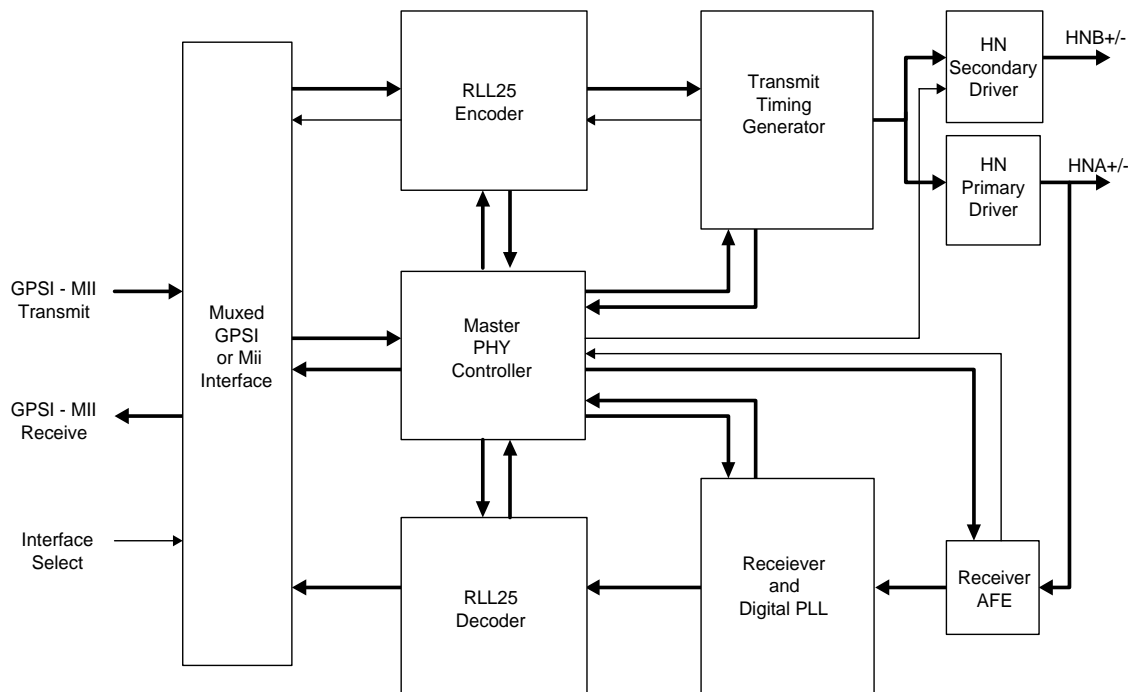 HN
Secondary
Driver
HNB+/-
RLL25
Encoder
Transmit
Timing
Generator
HN
Primary
Driver
HNA+/-
GPSI - MII
Transmit
Muxed
GPSI
or Mii
Interface
Master
PHY
Controller
GPSI - MII
Receive
Interface
Select
RLL25
Decoder
Receiever
and
Digital PLL
Receiver
AFE